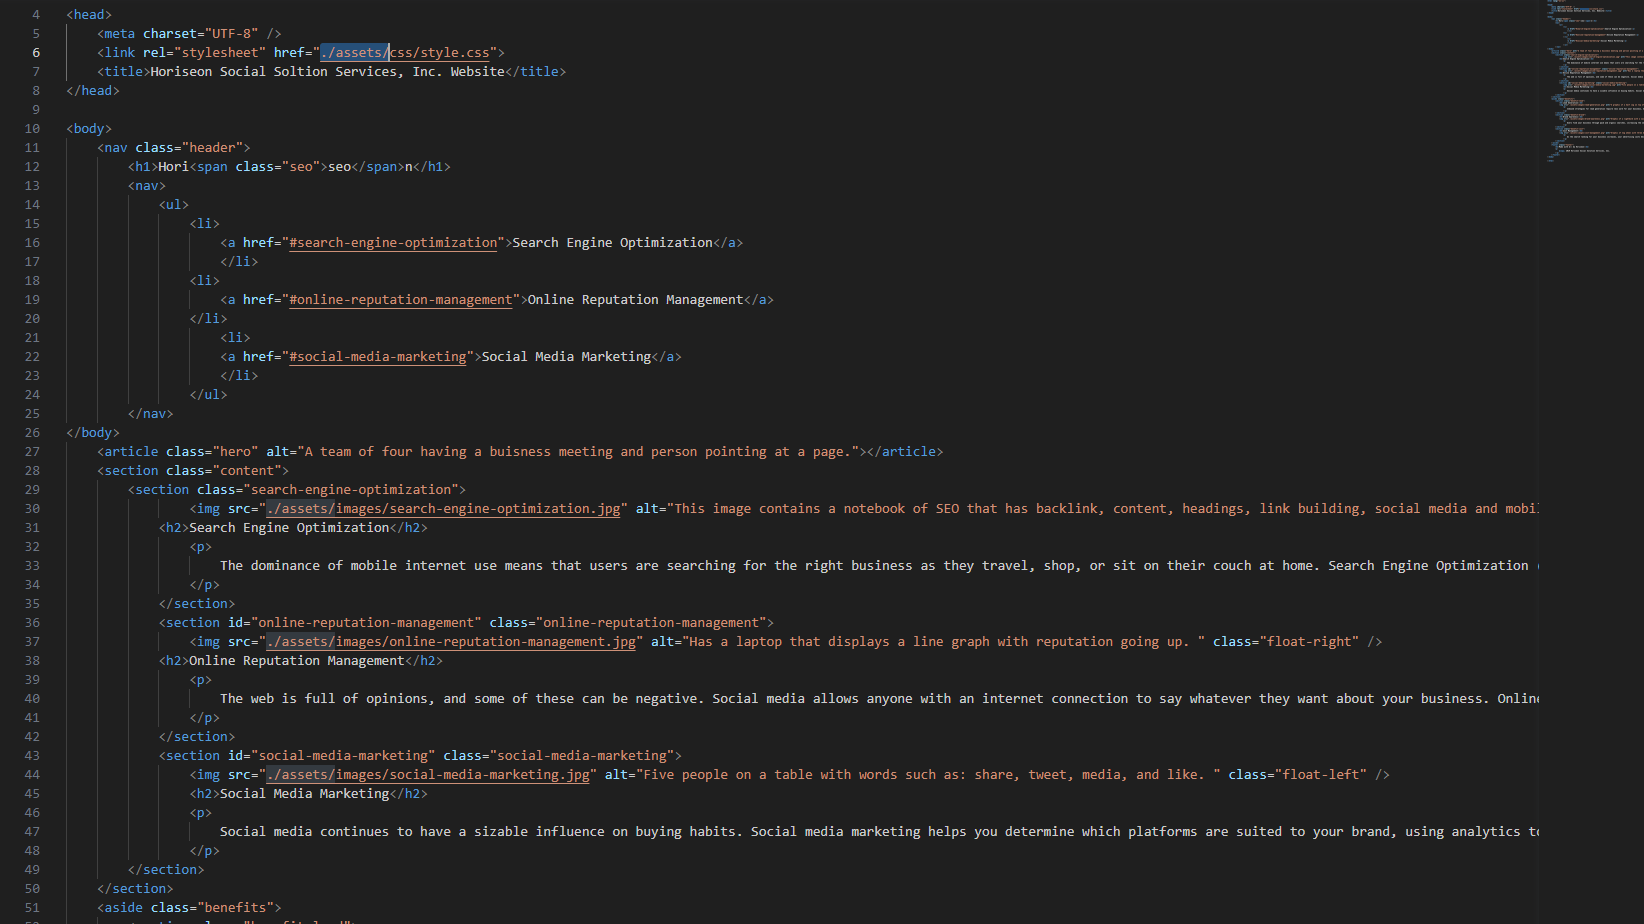 4 <head>
5 <meta charset="UTF-8" />
6 <link rel="stylesheet" href="./assets/css/style.css">
7 <title>Horiseon Social Soltion Services, Inc. Website</title>
8 </head>
9
10 <body>
11 <nav class="header">
12 <h1>Hori<span class="seo">seo</span>n</h1>
13 <nav>
14 <ul>
15 <li>
16 <a href="#search-engine-optimization">Search Engine Optimization</a>
17 </li>
18 <li>
19 <a href="#online-reputation-management">Online Reputation Management</a>
20 </li>
21 <li>
22 <a href="#social-media-marketing">Social Media Marketing</a>
23 </li>
24 </ul>
25 </nav>
26 </body>
27 <article class="hero" alt="A team of four having a buisness meeting and person pointing at a page."></article>
28 <section class="content">
29 <section class="search-engine-optimization">
30 <img src="./assets/images/search-engine-optimization.jpg" alt="This image contains a notebook of SEO that has backlink, content, headings, link building, social media and mobil
31 <h2>Search Engine Optimization</h2>
32 <p>
33 The dominance of mobile internet use means that users are searching for the right business as they travel, shop, or sit on their couch at home. Search Engine Optimization
34 </p>
35 </section>
36 <section id="online-reputation-management" class="online-reputation-management">
37 <img src="./assets/images/online-reputation-management.jpg" alt="Has a laptop that displays a line graph with reputation going up. " class="float-right" />
38 <h2>Online Reputation Management</h2>
39 <p>
40 The web is full of opinions, and some of these can be negative. Social media allows anyone with an internet connection to say whatever they want about your business. Online
41 </p>
42 </section>
43 <section id="social-media-marketing" class="social-media-marketing">
44 <img src="./assets/images/social-media-marketing.jpg" alt="Five people on a table with words such as: share, tweet, media, and like. " class="float-left" />
45 <h2>Social Media Marketing</h2>
46 <p>
47 Social media continues to have a sizable influence on buying habits. Social media marketing helps you determine which platforms are suited to your brand, using analytics to
48 </p>
49 </section>
50 </section>
51 <aside class="benefits">